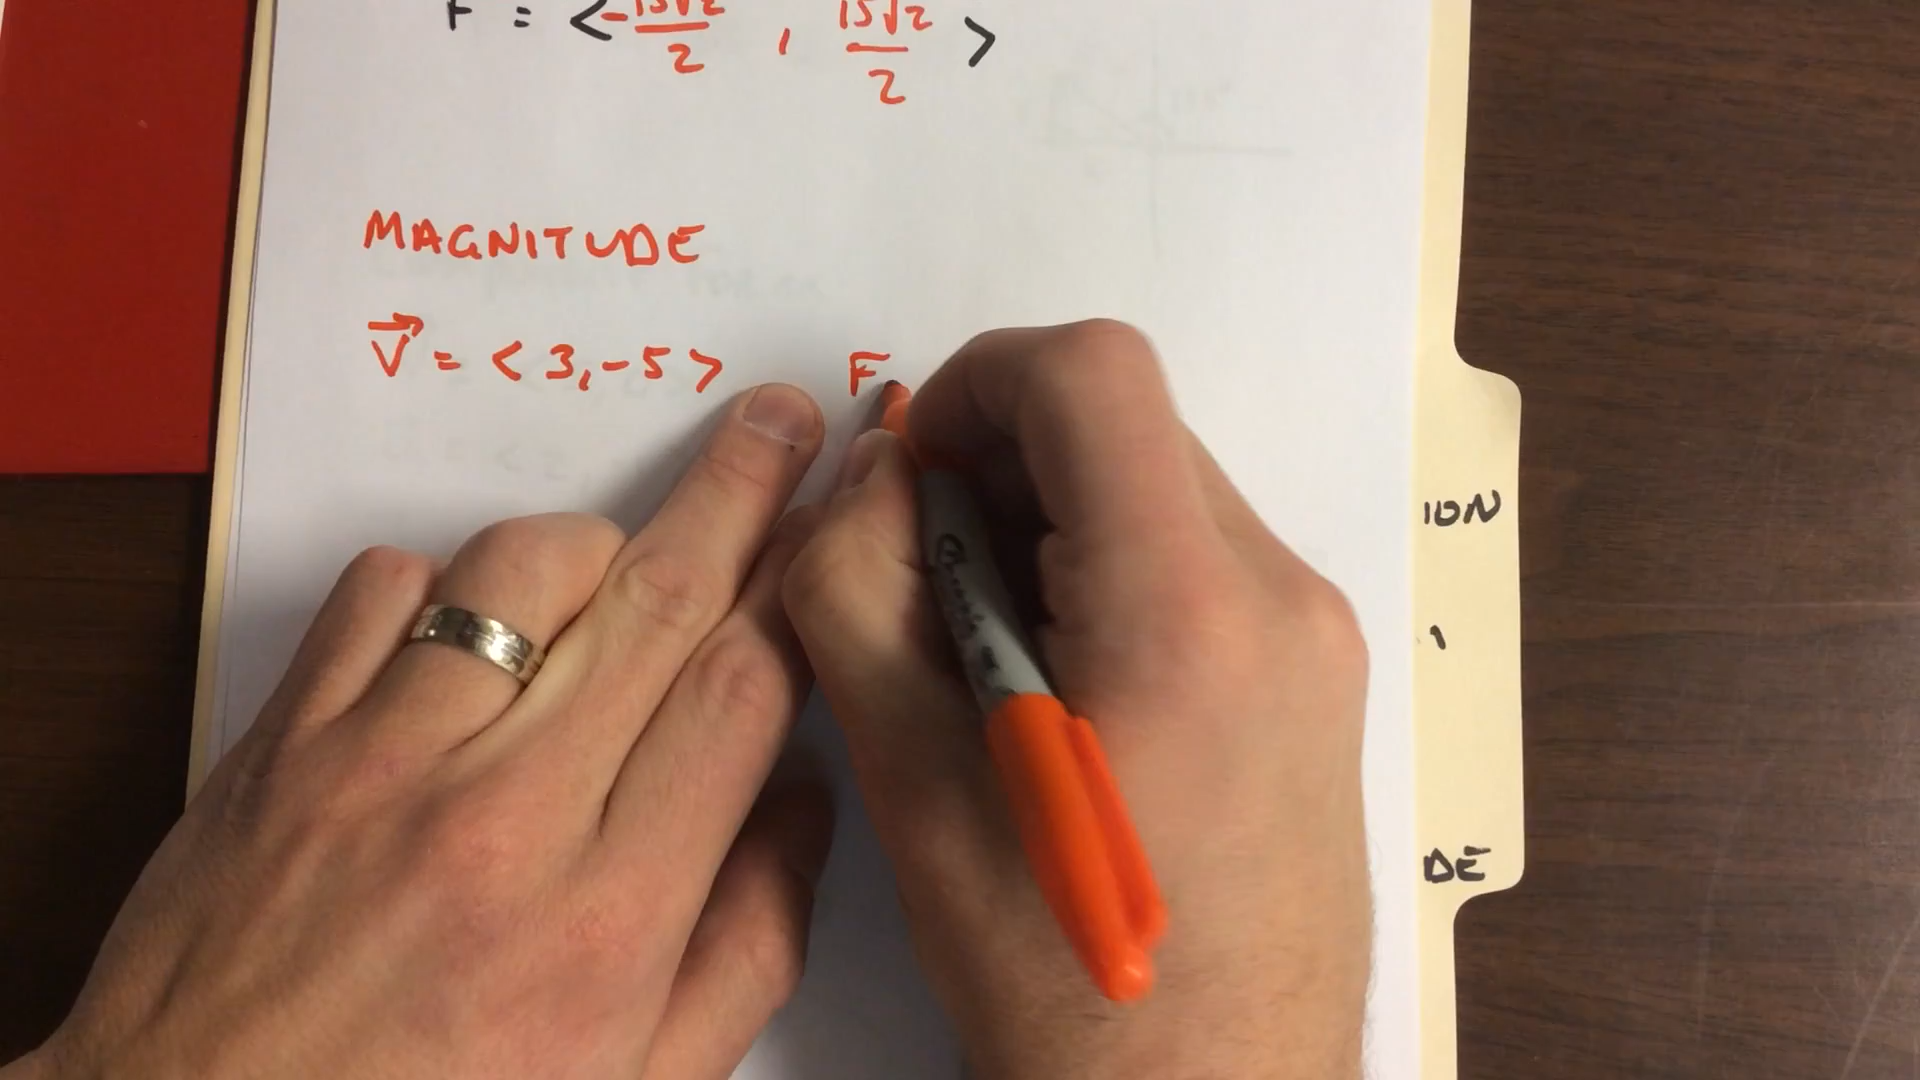 F = <-15√2/2 , 15√2/2>
MAGNITUDE
V⃗ = <3,-5> F
ION
DE